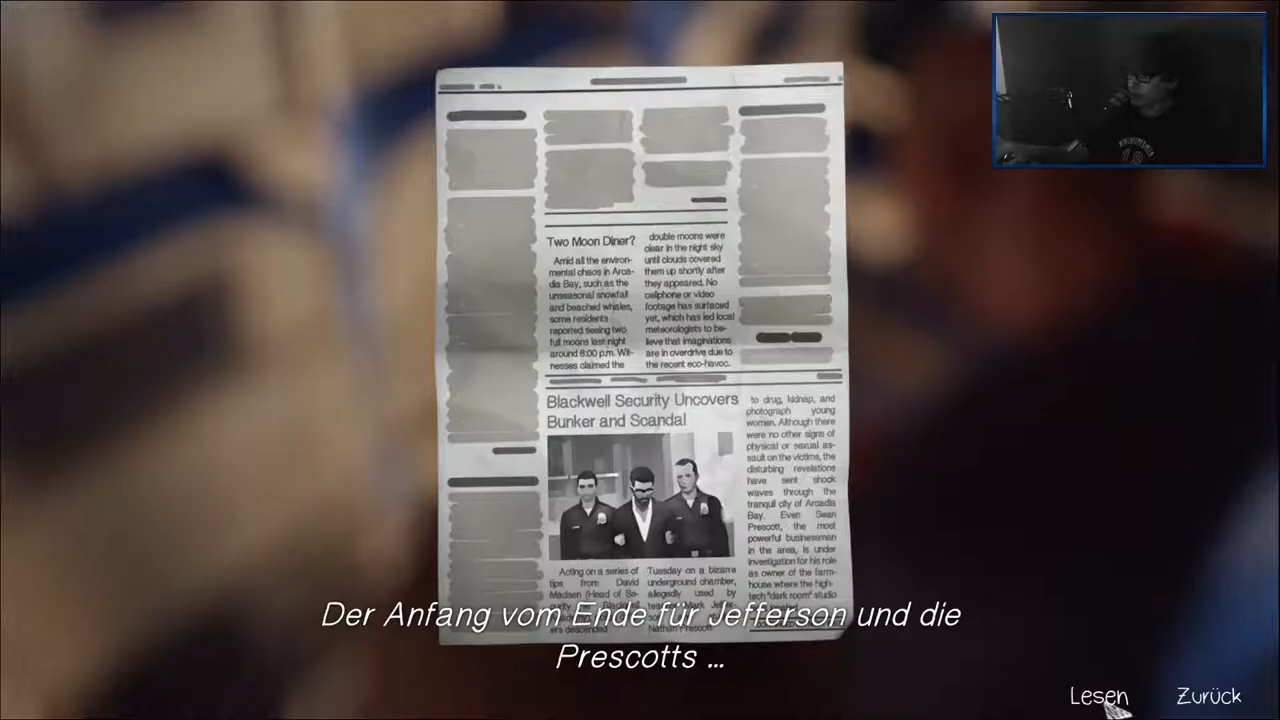 Two Moon Diner?
Amid all the environ-
mental chaos in Arca-
dia Bay, such as the
unseasonal snowfall
and beached whales,
some residents
reported seeing two
full moons last night
around 8:00 p.m. Wit-
nesses claimed the
double moons were
clear in the night sky
until clouds covered
them up shortly after
they appeared. No
cellphone or video
footage has surfaced
yet, which has led local
meteorologists to be-
lieve that imaginations
are in overdrive due to
the recent eco-havoc.
Blackwell Security Uncovers
Bunker and Scandal
Acting on a series of
tips from David
Madsen (Head of Se-
ers descended
Tuesday on a bizarre
underground chamber,
allegedly used by
Nathan Prescott
to drug, kidnap, and
photograph young
women. Although there
were no other signs of
physical or sexual as-
sault on the victims, the
disturbing revelations
have sent shock
waves through the
tranquil city of Arcadia
Bay. Even Sean
Prescott, the most
powerful businessman
in the area, is under
investigation for his role
as owner of the farm-
house where the high-
tech "dark room" studio
Der Anfang vom Ende für Jefferson und die
Prescotts ...
Lesen Zurück